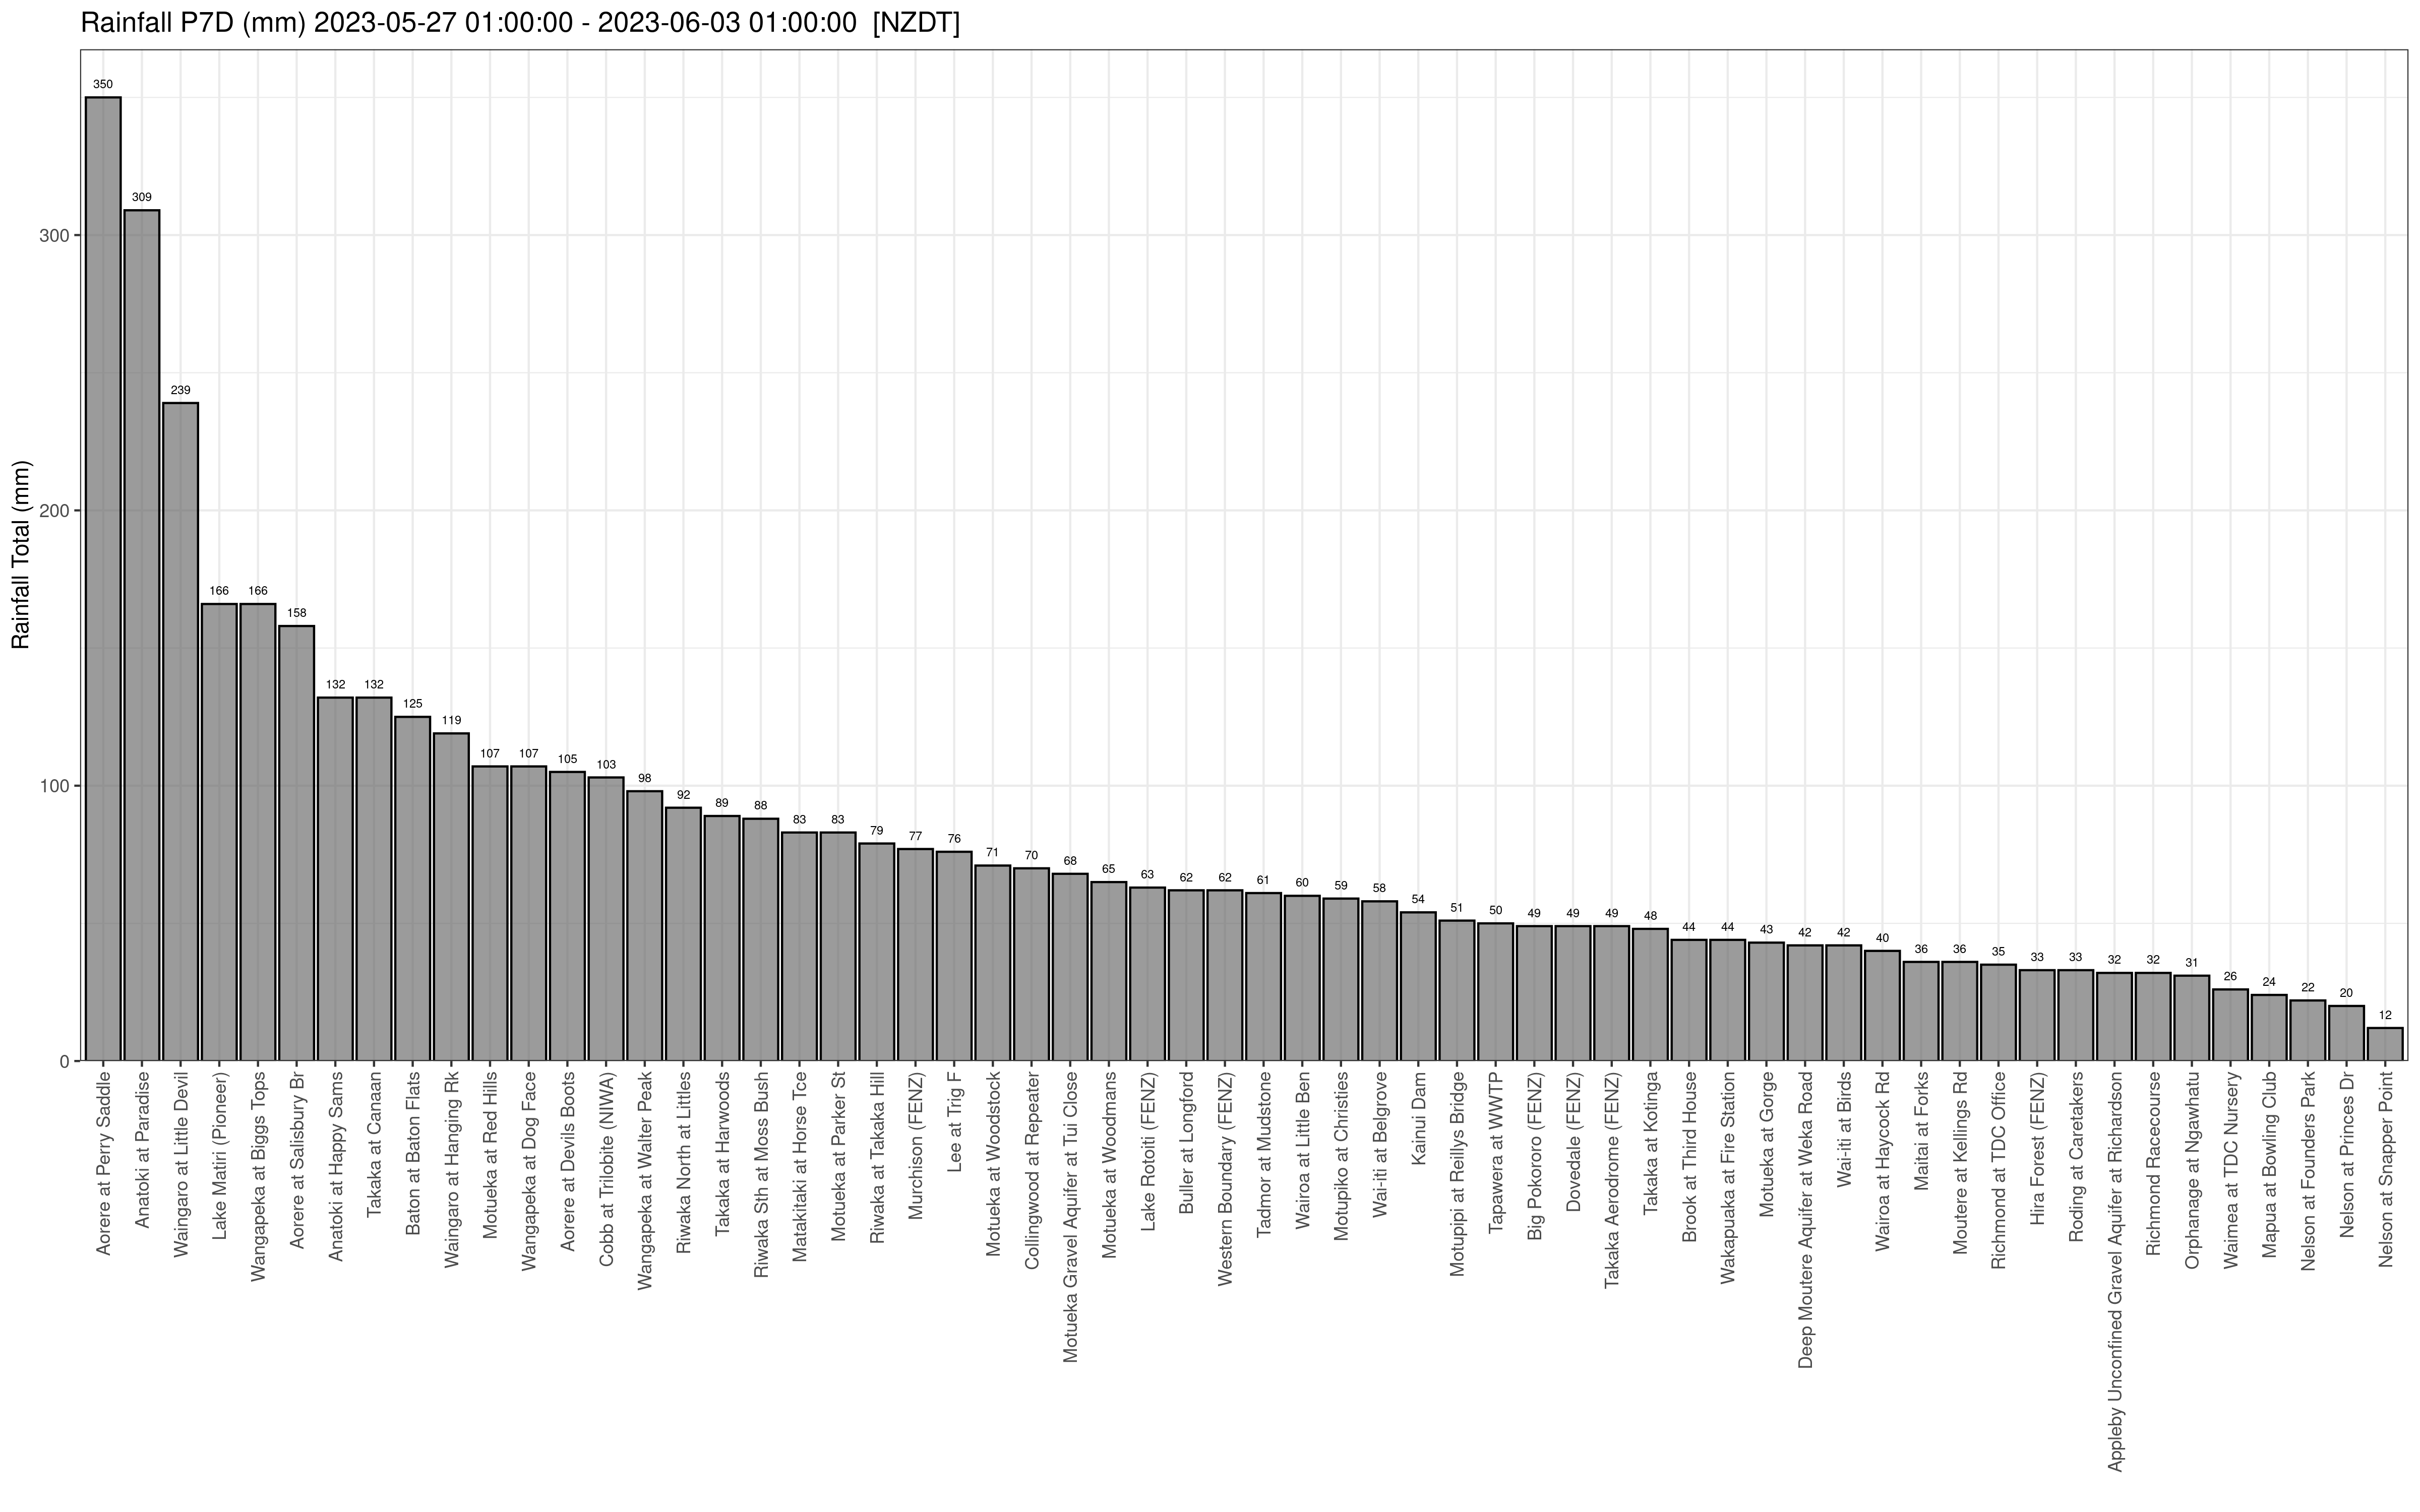 Rainfall P7D (mm) 2023-05-27 01:00:00 - 2023-06-03 01:00:00 [NZDT]
Rainfall Total (mm)
300
200
100
0
350
309
239
166
166
158
132
132
125
119
107
107
105
103
98
92
89
88
83
83
79
77
76
71
70
68
65
63
62
62
61
60
59
58
54
51
50
49
49
49
48
44
44
43
42
42
40
36
36
35
33
33
32
32
31
26
24
22
20
12
Aorere at Perry Saddle
Anatoki at Paradise
Waingaro at Little Devil
Lake Matiri (Pioneer)
Wangapeka at Biggs Tops
Aorere at Salisbury Br
Anatoki at Happy Sams
Takaka at Canaan
Baton at Baton Flats
Waingaro at Hanging Rk
Motueka at Red Hills
Wangapeka at Dog Face
Aorere at Devils Boots
Cobb at Trilobite (NIWA)
Wangapeka at Walter Peak
Riwaka North at Littles
Takaka at Harwoods
Riwaka Sth at Moss Bush
Matakitaki at Horse Tce
Motueka at Parker St
Riwaka at Takaka Hill
Murchison (FENZ)
Lee at Trig F
Motueka at Woodstock
Collingwood at Repeater
Motueka Gravel Aquifer at Tui Close
Motueka at Woodmans
Lake Rotoiti (FENZ)
Buller at Longford
Western Boundary (FENZ)
Tadmor at Mudstone
Wairoa at Little Ben
Motupiko at Christies
Wai-iti at Belgrove
Kainui Dam
Motupipi at Reillys Bridge
Tapawera at WWTP
Big Pokororo (FENZ)
Dovedale (FENZ)
Takaka Aerodrome (FENZ)
Takaka at Kotinga
Brook at Third House
Wakapuaka at Fire Station
Motueka at Gorge
Deep Moutere Aquifer at Weka Road
Wai-iti at Birds
Wairoa at Haycock Rd
Maitai at Forks
Moutere at Kellings Rd
Richmond at TDC Office
Hira Forest (FENZ)
Roding at Caretakers
Appleby Unconfined Gravel Aquifer at Richardson
Richmond Racecourse
Orphanage at Ngawhatu
Waimea at TDC Nursery
Mapua at Bowling Club
Nelson at Founders Park
Nelson at Princes Dr
Nelson at Snapper Point